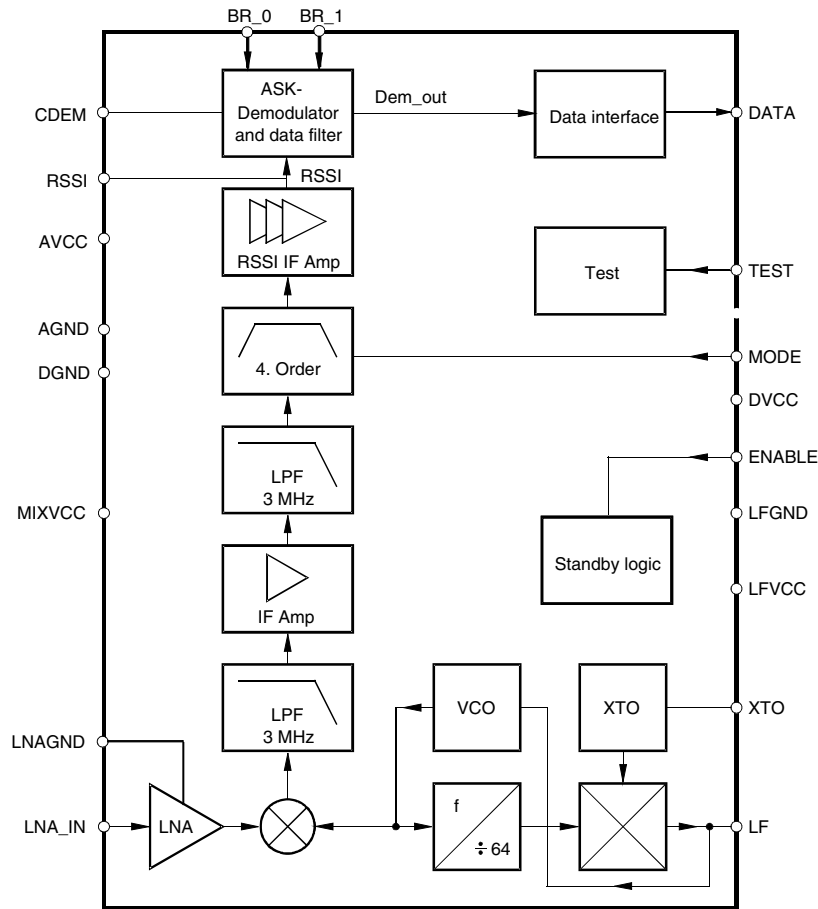 BR_0
BR_1
CDEM
ASK-
Demodulator
and data filter
Dem_out
Data interface
DATA
RSSI
RSSI
AVCC
RSSI IF Amp
Test
TEST
AGND
DGND
4. Order
MODE
DVCC
LPF
3 MHz
ENABLE
MIXVCC
LFGND
Standby logic
IF Amp
LFVCC
LPF
3 MHz
VCO
XTO
XTO
LNAGND
LNA_IN
LNA
f
÷ 64
LF